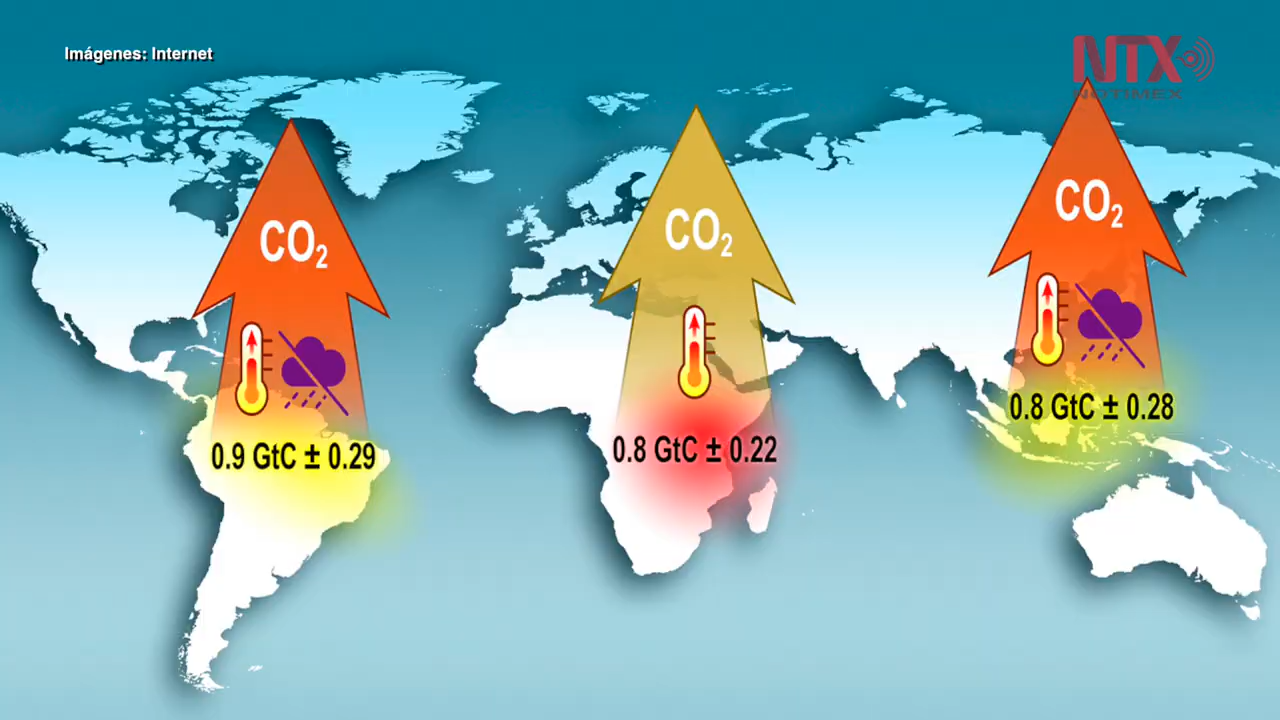 Imágenes: Internet
NTX
NOTIMEX
CO₂
CO₂
CO₂
0.9 GtC ± 0.29
0.8 GtC ± 0.22
0.8 GtC ± 0.28